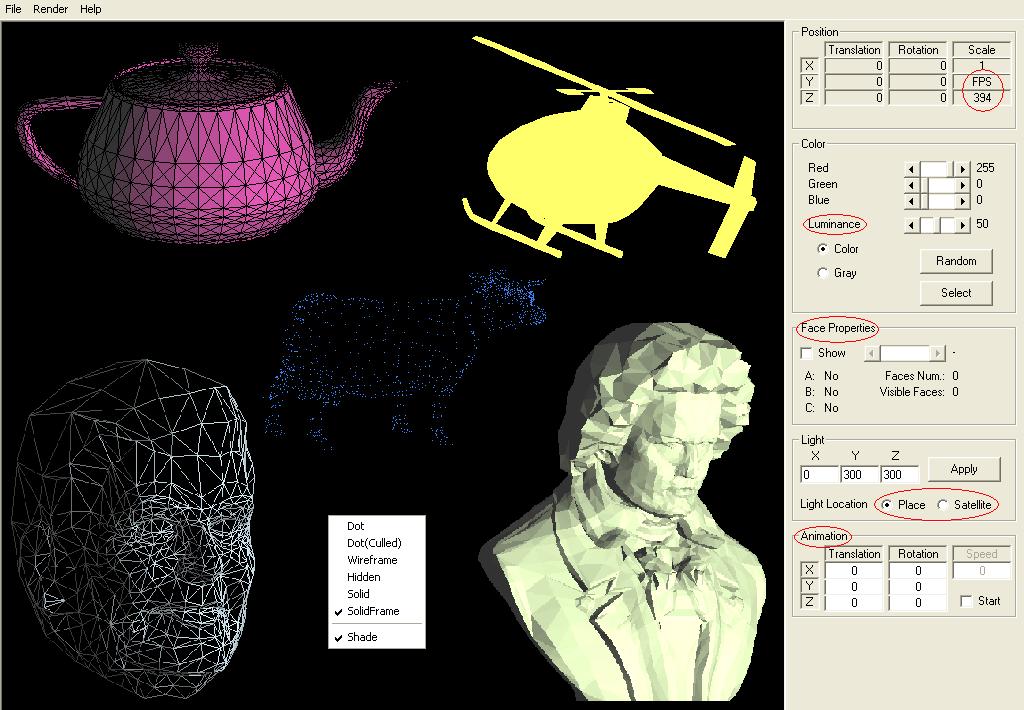 File Render Help
Position
Translation Rotation Scale
X 0 0 1
Y 0 0 FPS
Z 0 0 394
Color
Red 255
Green 0
Blue 0
Luminance 50
Color
Gray
Random
Select
Face Properties
Show -
A: No Faces Num.: 0
B: No Visible Faces: 0
C: No
Light
X Y Z
0 300 300 Apply
Light Location Place Satellite
Animation
Translation Rotation Speed
X 0 0 0
Y 0 0
Z 0 0 Start
Dot
Dot(Culled)
Wireframe
Hidden
Solid
SolidFrame
Shade